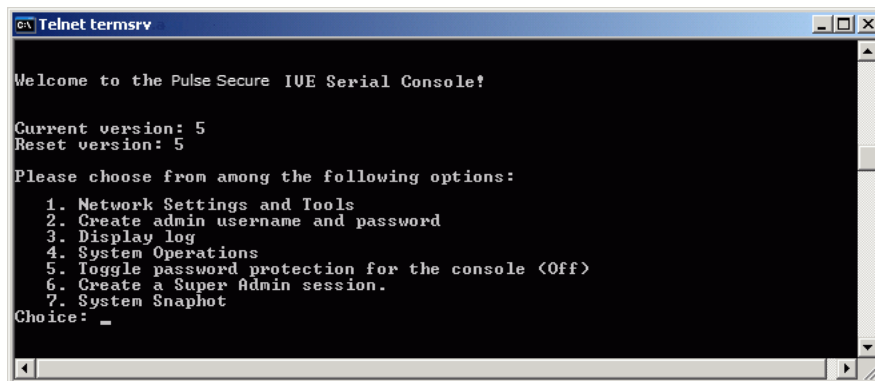 Telnet termsrv
Welcome to the Pulse Secure IVE Serial Console!
Current version: 5
Reset version: 5
Please choose from among the following options:
1. Network Settings and Tools
2. Create admin username and password
3. Display log
4. System Operations
5. Toggle password protection for the console (Off)
6. Create a Super Admin session.
7. System Snaphot
Choice: _